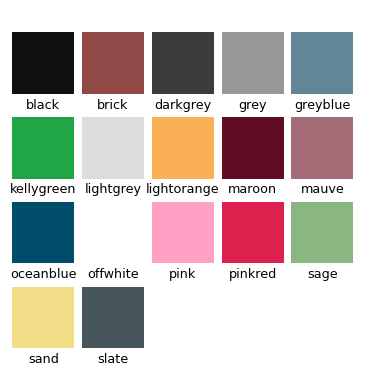 black brick darkgrey grey greyblue
kellygreen lightgrey lightorange maroon mauve
oceanblue offwhite pink pinkred sage
sand slate